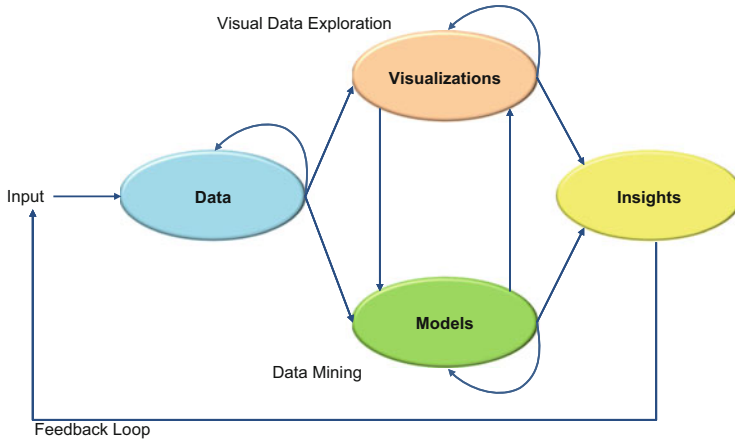 Visual Data Exploration
Visualizations
Input
Data
Insights
Models
Data Mining
Feedback Loop